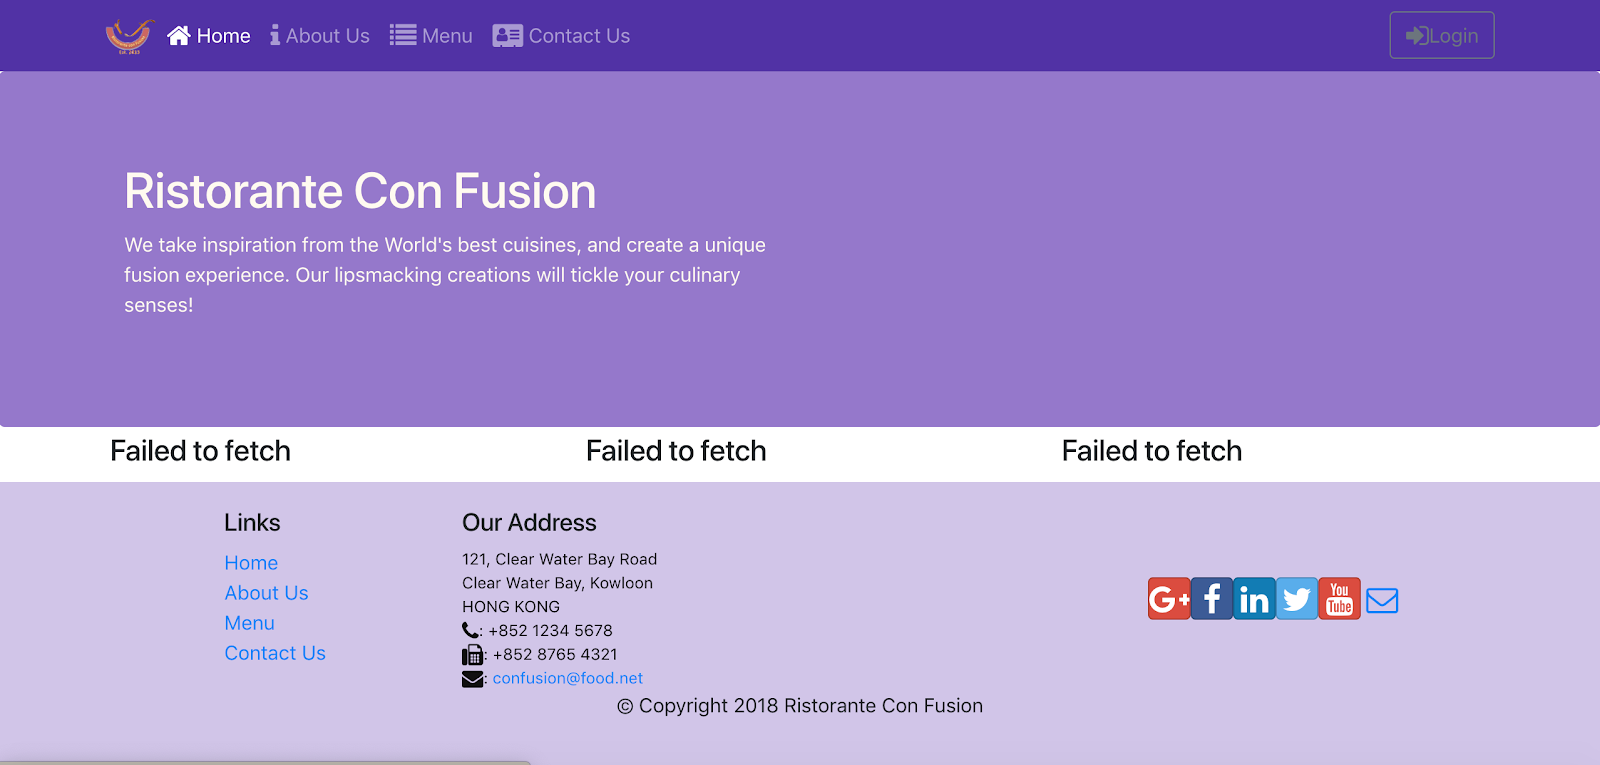 Home About Us Menu Contact Us Login
Ristorante Con Fusion
We take inspiration from the World's best cuisines, and create a unique
fusion experience. Our lipsmacking creations will tickle your culinary
senses!
Failed to fetch Failed to fetch Failed to fetch
Links
Home
About Us
Menu
Contact Us
Our Address
121, Clear Water Bay Road
Clear Water Bay, Kowloon
HONG KONG
: +852 1234 5678
: +852 8765 4321
: confusion@food.net
G+ f in You Tube
© Copyright 2018 Ristorante Con Fusion